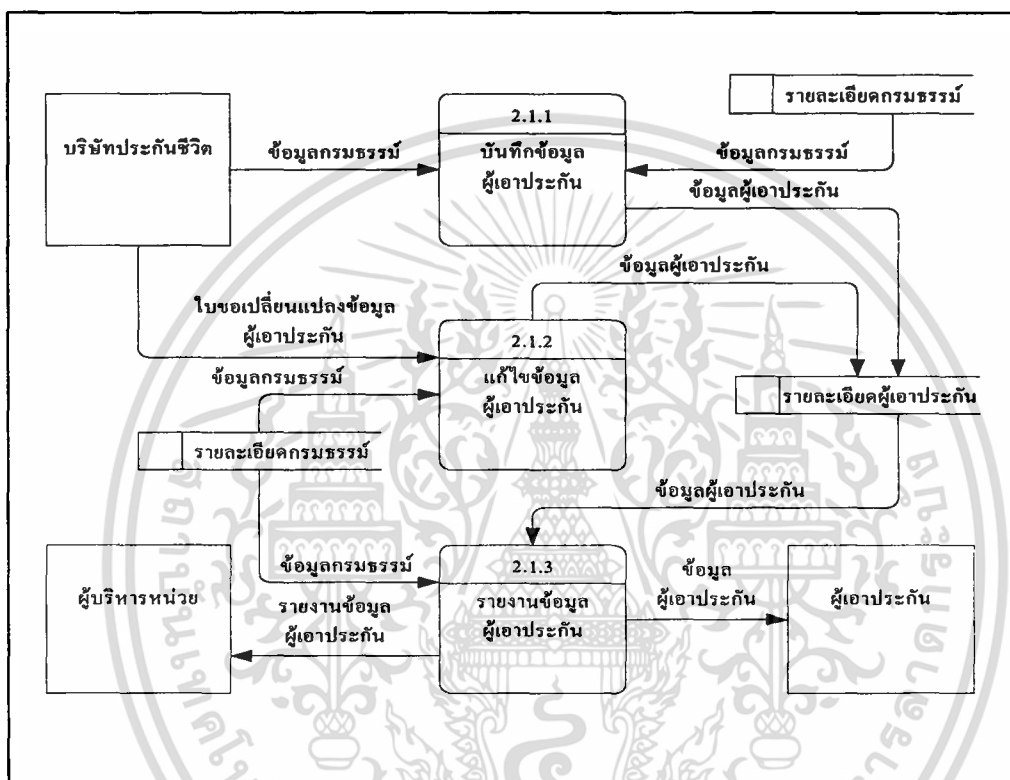 รายละเอียดกรมธรรม์
บริษัทประกันชีวิต
ข้อมูลกรมธรรม์
2.1.1
บันทึกข้อมูล
ผู้เอาประกัน
ข้อมูลกรมธรรม์
ข้อมูลผู้เอาประกัน
ข้อมูลผู้เอาประกัน
ใบขอเปลี่ยนแปลงข้อมูล
ผู้เอาประกัน
2.1.2
แก้ไขข้อมูล
ผู้เอาประกัน
ข้อมูลกรมธรรม์
รายละเอียดผู้เอาประกัน
รายละเอียดกรมธรรม์
ข้อมูลผู้เอาประกัน
ผู้บริหารหน่วย
ข้อมูลกรมธรรม์
รายงานข้อมูล
ผู้เอาประกัน
2.1.3
รายงานข้อมูล
ผู้เอาประกัน
ข้อมูล
ผู้เอาประกัน
ผู้เอาประกัน